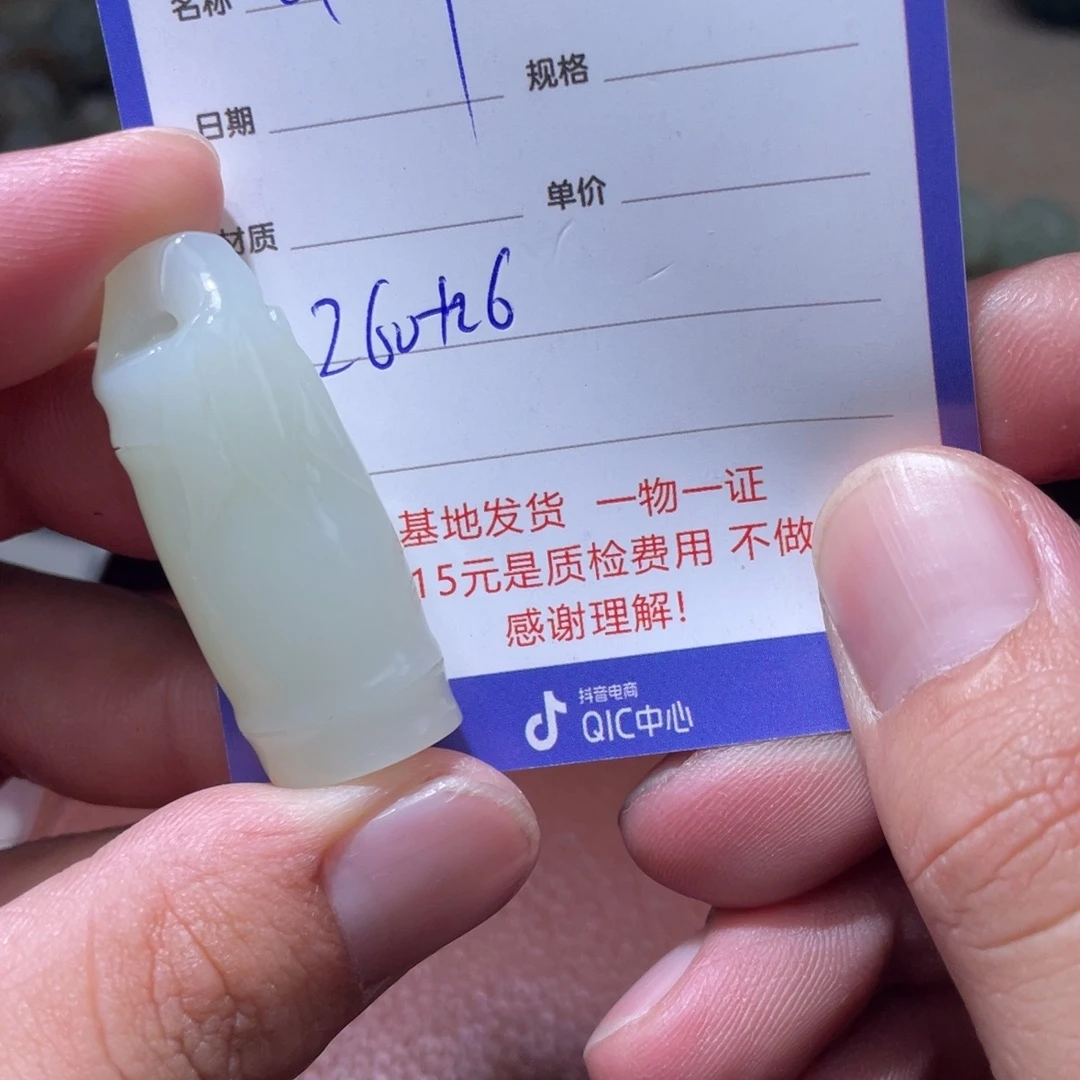 名称
日期 规格
材质 单价
基地发货 一物一证
15元是质检费用 不做
感谢理解!
抖音电商
QIC中心